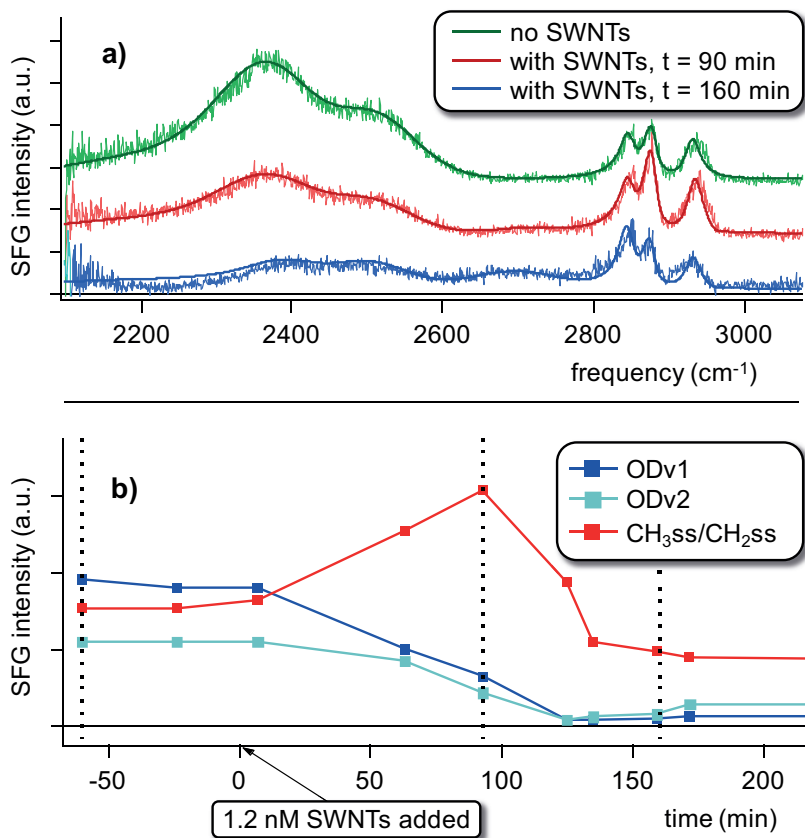 a)
no SWNTs
with SWNTs, t = 90 min
with SWNTs, t = 160 min
SFG intensity (a.u.)
2200 2400 2600 2800 3000
frequency (cm-1)
b)
ODv1
ODv2
CH3ss/CH2ss
SFG intensity (a.u.)
-50 0 50 100 150 200
1.2 nM SWNTs added
time (min)